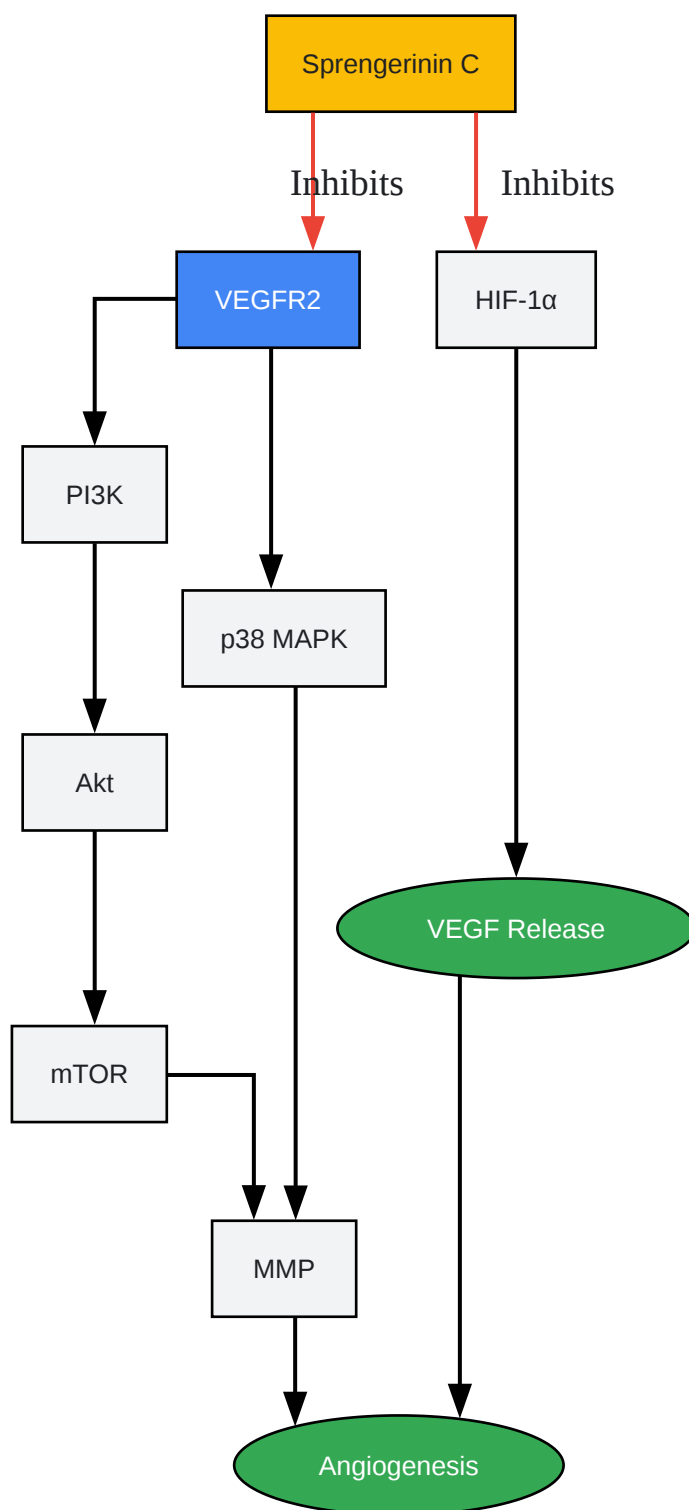 Sprengerinin C
Inhibits
Inhibits
VEGFR2
HIF-1α
PI3K
p38 MAPK
Akt
VEGF Release
mTOR
MMP
Angiogenesis